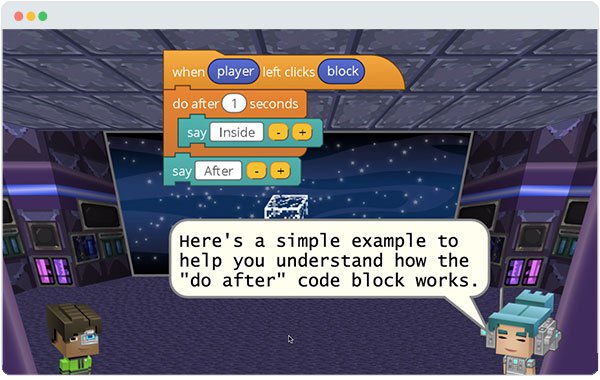 when player left clicks block
do after 1 seconds
say Inside - +
say After - +
Here's a simple example to
help you understand how the
"do after" code block works.